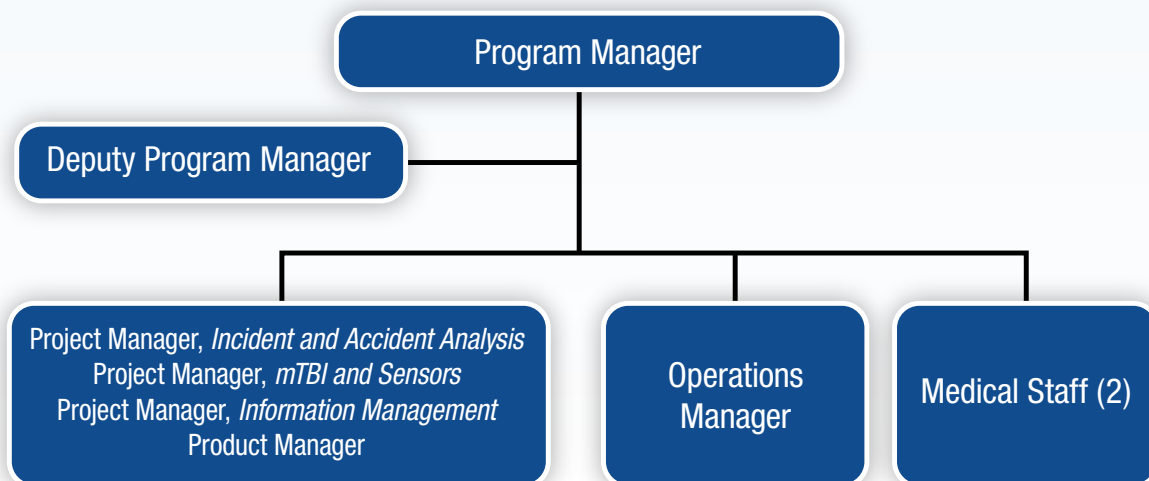 Program Manager
Deputy Program Manager
Project Manager, Incident and Accident Analysis
Project Manager, mTBI and Sensors
Project Manager, Information Management
Product Manager
Operations
Manager
Medical Staff (2)